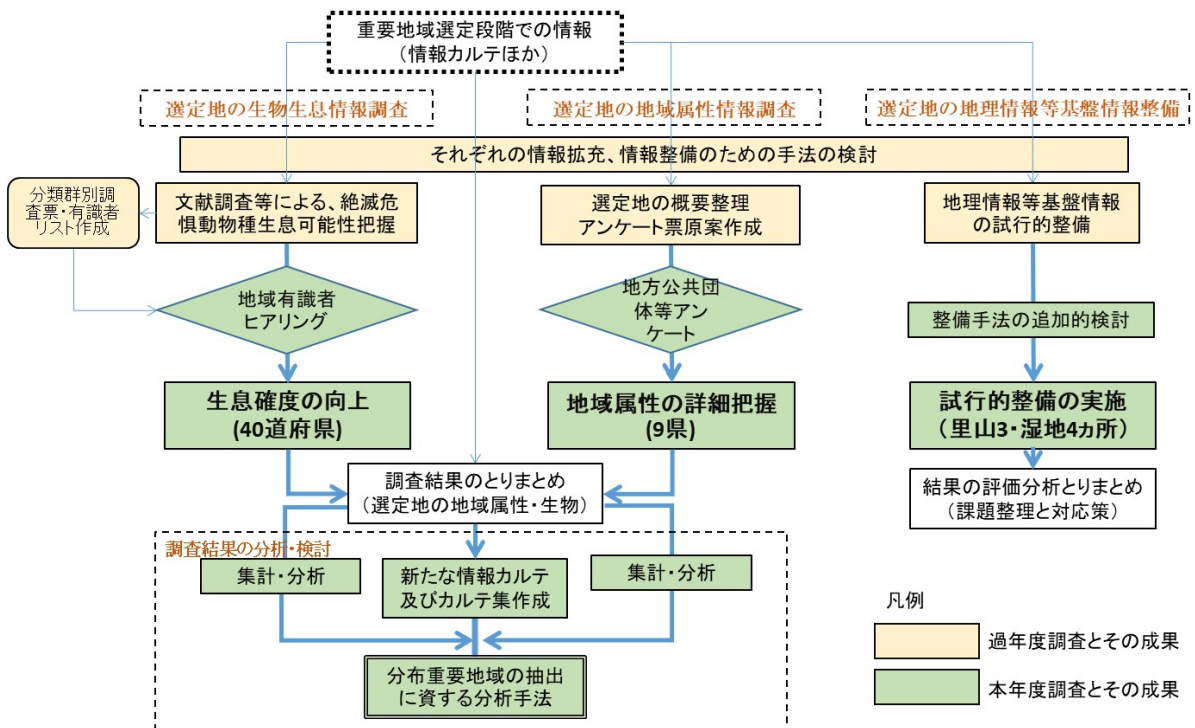 重要地域選定段階での情報
（情報カルテほか）
選定地の生物生息情報調査
選定地の地域属性情報調査
選定地の地理情報等基盤情報整備
それぞれの情報拡充、情報整備のための手法の検討
分類群別調
査票・有識者
リスト作成
文献調査等による、絶滅危
惧動物種生息可能性把握
選定地の概要整理
アンケート票原案作成
地理情報等基盤情報
の試行的整備
地域有識者
ヒアリング
地方公共団
体等アン
ケート
整備手法の追加的検討
生息確度の向上
(40道府県)
地域属性の詳細把握
(9県)
試行的整備の実施
（里山3・湿地4ヵ所）
調査結果のとりまとめ
（選定地の地域属性・生物）
結果の評価分析とりまとめ
（課題整理と対応策）
調査結果の分析・検討
集計・分析
新たな情報カルテ
及びカルテ集作成
集計・分析
分布重要地域の抽出
に資する分析手法
凡例
過年度調査とその成果
本年度調査とその成果